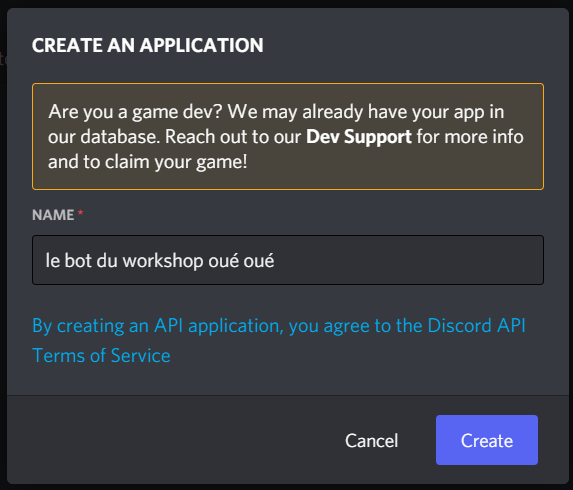 CREATE AN APPLICATION
Are you a game dev? We may already have your app in
our database. Reach out to our Dev Support for more info
and to claim your game!
NAME *
le bot du workshop oué oué
By creating an API application, you agree to the Discord API
Terms of Service
Cancel
Create